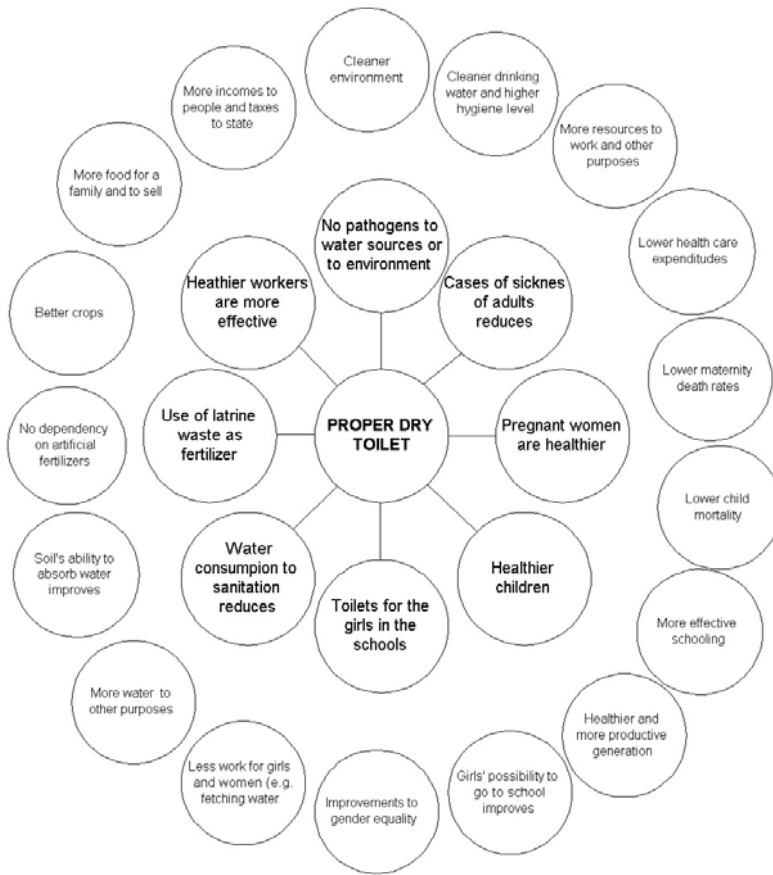 Cleaner
environment
Cleaner drinking
water and higher
hygiene level
More resources to
work and other
purposes
Lower health care
expenditudes
Lower maternity
death rates
Lower child
mortality
More effective
schooling
Healthier and
more productive
generation
Girls' possibility to
go to school
improves
Improvements to
gender equality
Less work for girls
and women (e.g.
fetching water
More water to
other purposes
Soil's ability to
absorb water
improves
No dependency
on artificial
fertilizers
Better crops
More food for a
family and to sell
More incomes to
people and taxes
to state
No pathogens to
water sources or
to environment
Cases of sicknes
of adults
reduces
Pregnant women
are healthier
Healthier
children
Toilets for the
girls in the
schools
Water
consumpion to
sanitation
reduces
Use of latrine
waste as
fertilizer
Heathier workers
are more
effective
PROPER DRY
TOILET